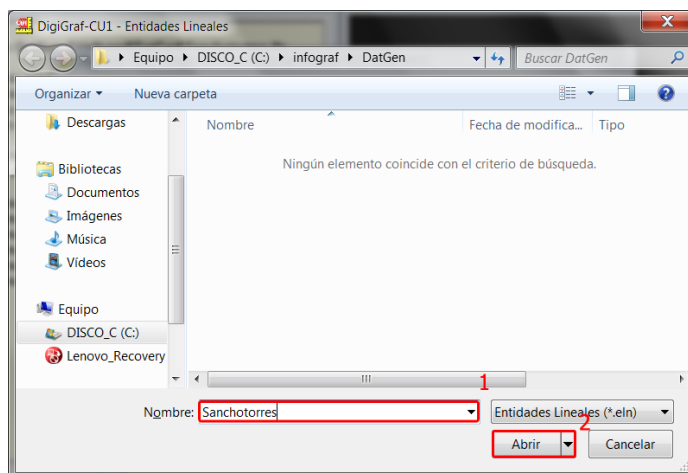 DigiGraf-CU1 - Entidades Lineales
Equipo DISCO_C (C:) infograf DatGen
Buscar DatGen
Organizar Nueva carpeta
Descargas
Bibliotecas
Documentos
Imágenes
Música
Vídeos
Equipo
DISCO_C (C:)
Lenovo_Recovery
Nombre Fecha de modifica... Tipo
Ningún elemento coincide con el criterio de búsqueda.
1
Nombre: Sanchotorres
Entidades Lineales (*.eln)
2
Abrir Cancelar